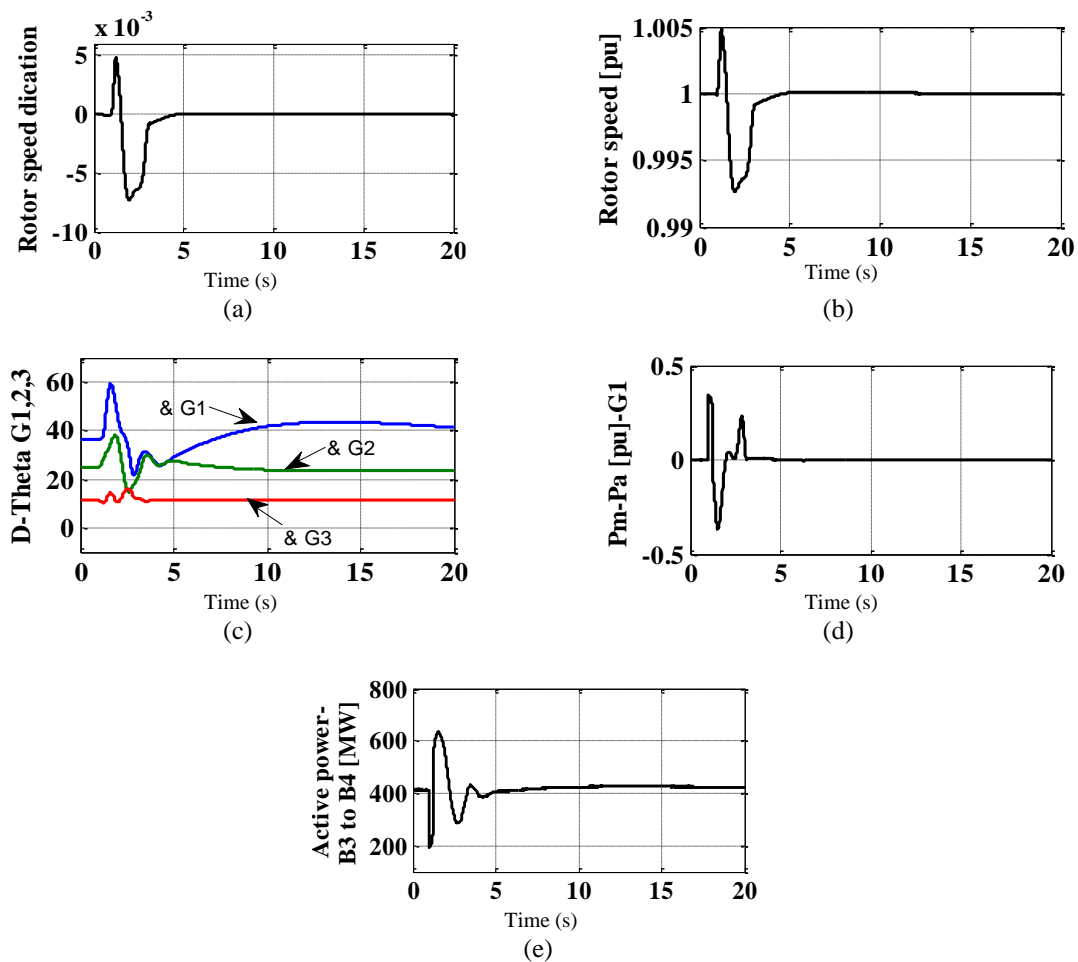 x 10⁻³
5
0
-5
-10
0 5 10 15 20
Rotor speed dication
Time (s)
(a)
1.005
1
0.995
0.99
0 5 10 15 20
Rotor speed [pu]
Time (s)
(b)
60
40
20
0
0 5 10 15 20
D-Theta G1,2,3
& G1
& G2
& G3
Time (s)
(c)
0.5
0
-0.5
0 5 10 15 20
Pm-Pa [pu]-G1
Time (s)
(d)
800
600
400
200
0 5 10 15 20
Active power-
B3 to B4 [MW]
Time (s)
(e)